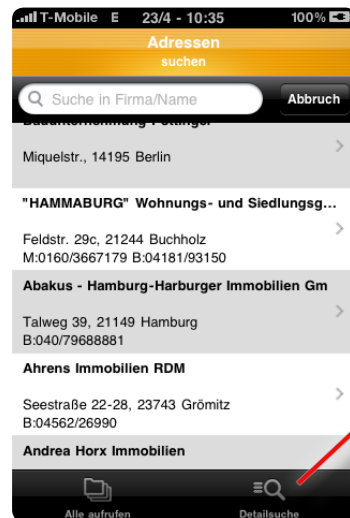 T-Mobile E 23/4 - 10:35 100%
Adressen
suchen
Suche in Firma/Name Abbruch
Miquelstr., 14195 Berlin
"HAMMABURG" Wohnungs- und Siedlungsg...
Feldstr. 29c, 21244 Buchholz
M:0160/3667179 B:04181/93150
Abakus - Hamburg-Harburger Immobilien Gm
Talweg 39, 21149 Hamburg
B:040/79688881
Ahrens Immobilien RDM
Seestraße 22-28, 23743 Grömitz
B:04562/26990
Andrea Horx Immobilien
Alle aufrufen Detailsuche